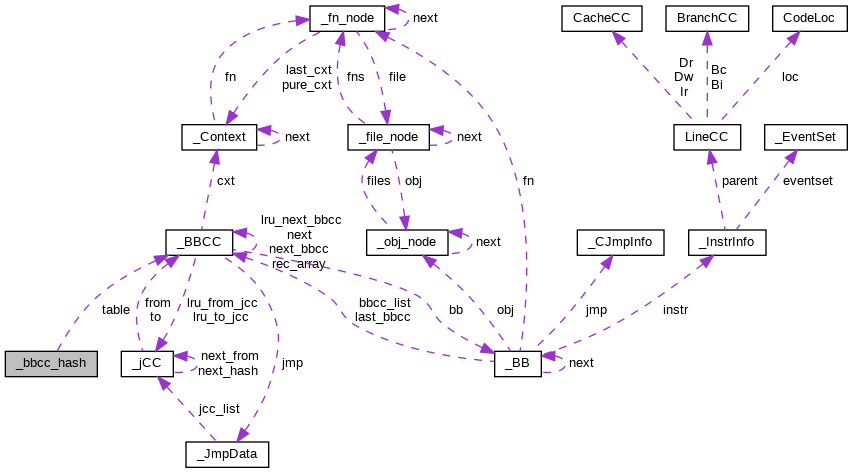 _fn_node
next
CacheCC
BranchCC
CodeLoc
fn
last_cxt
pure_cxt
fns
file
Dr
Dw
Ir
Bc
Bi
loc
_Context
next
_file_node
next
LineCC
_EventSet
cxt
files
obj
fn
parent
eventset
_BBCC
lru_next_bbcc
next
next_bbcc
rec_array
_obj_node
next
_CJmpInfo
_InstrInfo
table
from
to
lru_from_jcc
lru_to_jcc
bbcc_list
last_bbcc
bb
obj
jmp
instr
_bbcc_hash
_jCC
next_from
next_hash
jmp
_BB
next
jcc_list
_JmpData